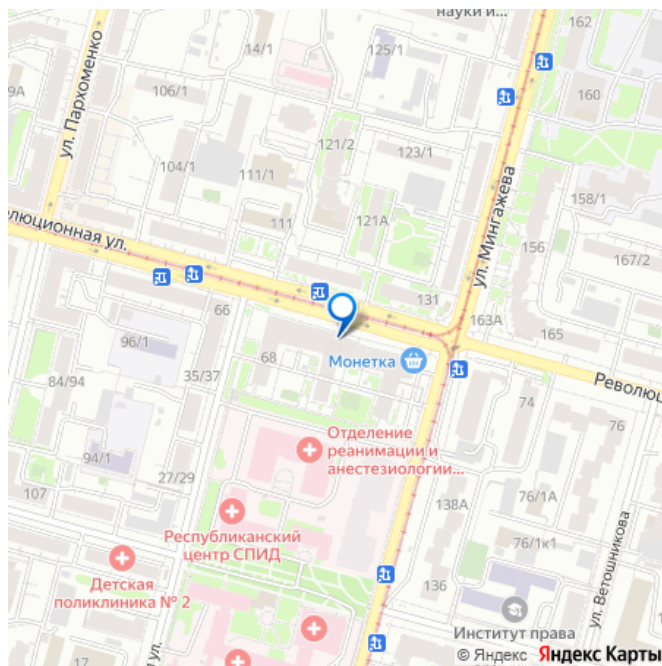 науки и...
162
125/1
14/1
ул. Пархоменко
9А
106/1
160
121/2
123/1
104/1
111/1
ул. Мингажева
158/1
121А
111
156
167/2
олюционная ул.
131
163А
165
66
96/1
68
Монетка
Революц
84/94
35/37
74
76
Отделение
реанимации и
анестезиологии...
94/1
27/29
107
138А
76/1А
Республиканский
центр СПИД
76/1к1
Детская
поликлиника № 2
136
ул. Ветошникова
ул.
Институт права
© Яндекс Яндекс Карты